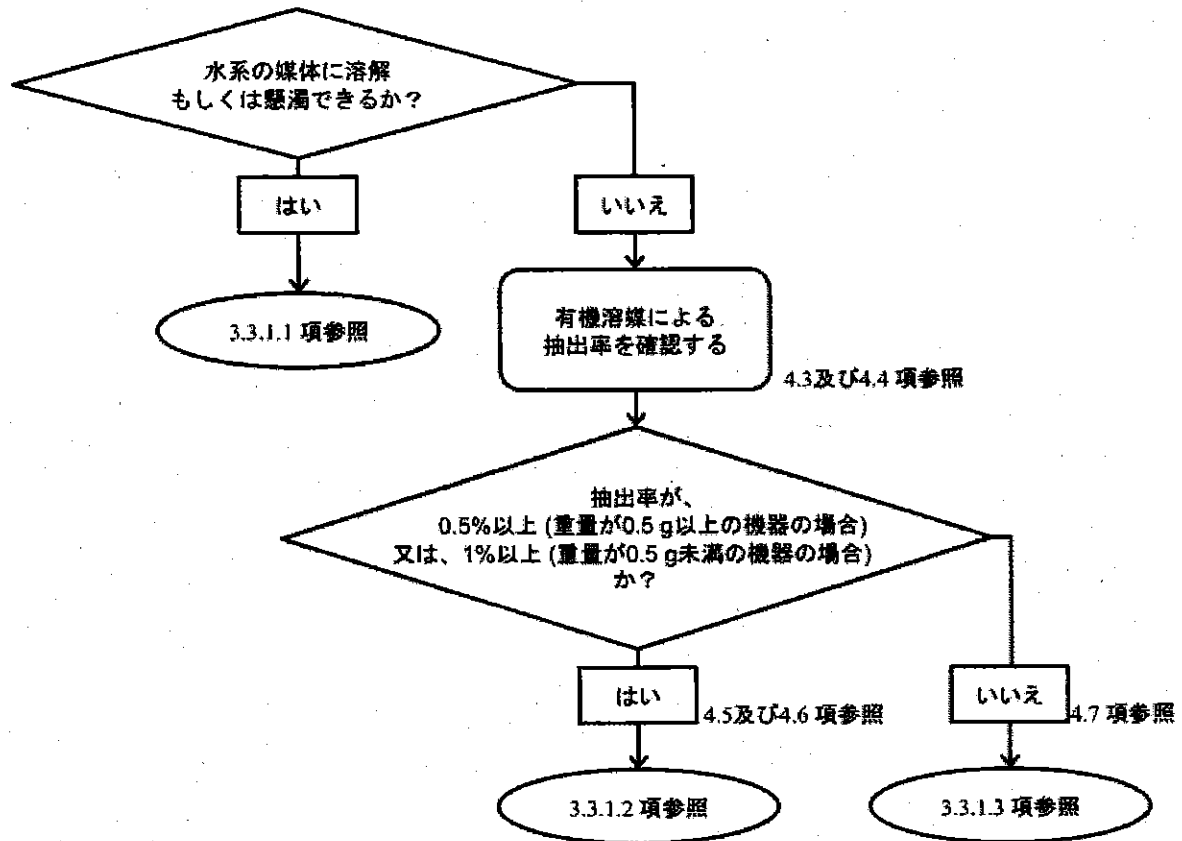 水系の媒体に溶解
もしくは懸濁できるか？
はい
いいえ
3.3.1.1 項参照
有機溶媒による
抽出率を確認する
4.3及び4.4 項参照
抽出率が、
0.5%以上 (重量が0.5 g以上の機器の場合)
又は、1%以上 (重量が0.5 g未満の機器の場合)
か？
はい
4.5及び4.6 項参照
いいえ
4.7 項参照
3.3.1.2 項参照
3.3.1.3 項参照